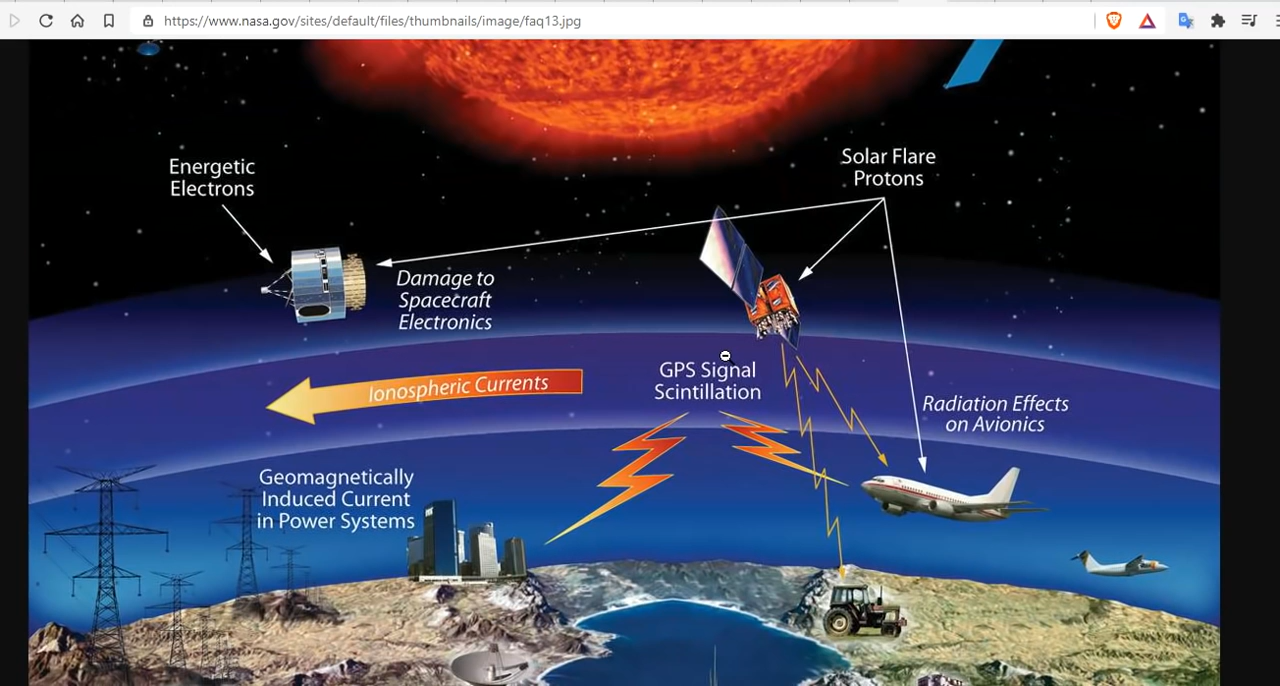 https://www.nasa.gov/sites/default/files/thumbnails/image/faq13.jpg
Energetic
Electrons
Solar Flare
Protons
Damage to
Spacecraft
Electronics
Ionospheric Currents
GPS Signal
Scintillation
Radiation Effects
on Avionics
Geomagnetically
Induced Current
in Power Systems